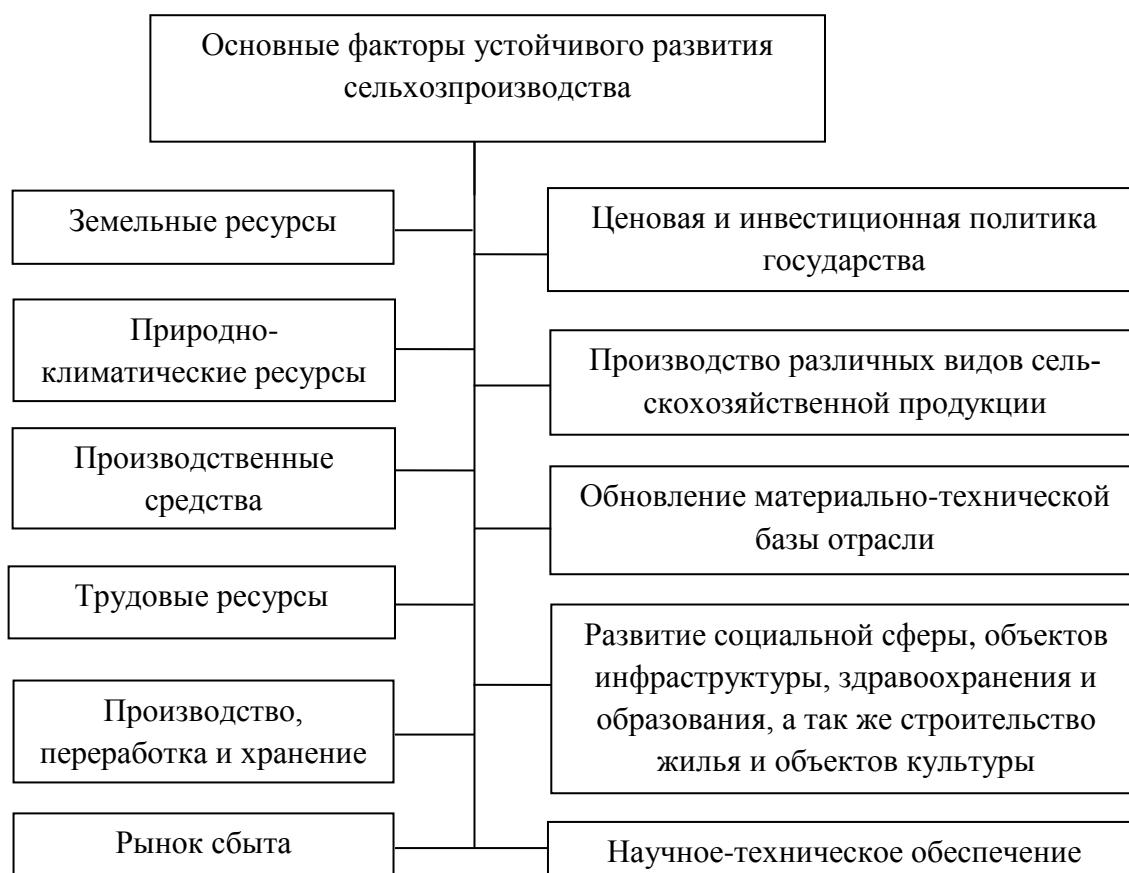 Основные факторы устойчивого развития
сельхозпроизводства
Земельные ресурсы
Природно-
климатические ресурсы
Производственные
средства
Трудовые ресурсы
Производство,
переработка и хранение
Рынок сбыта
Ценовая и инвестиционная политика
государства
Производство различных видов сель-
скохозяйственной продукции
Обновление материально-технической
базы отрасли
Развитие социальной сферы, объектов
инфраструктуры, здравоохранения и
образования, а так же строительство
жилья и объектов культуры
Научное-техническое обеспечение